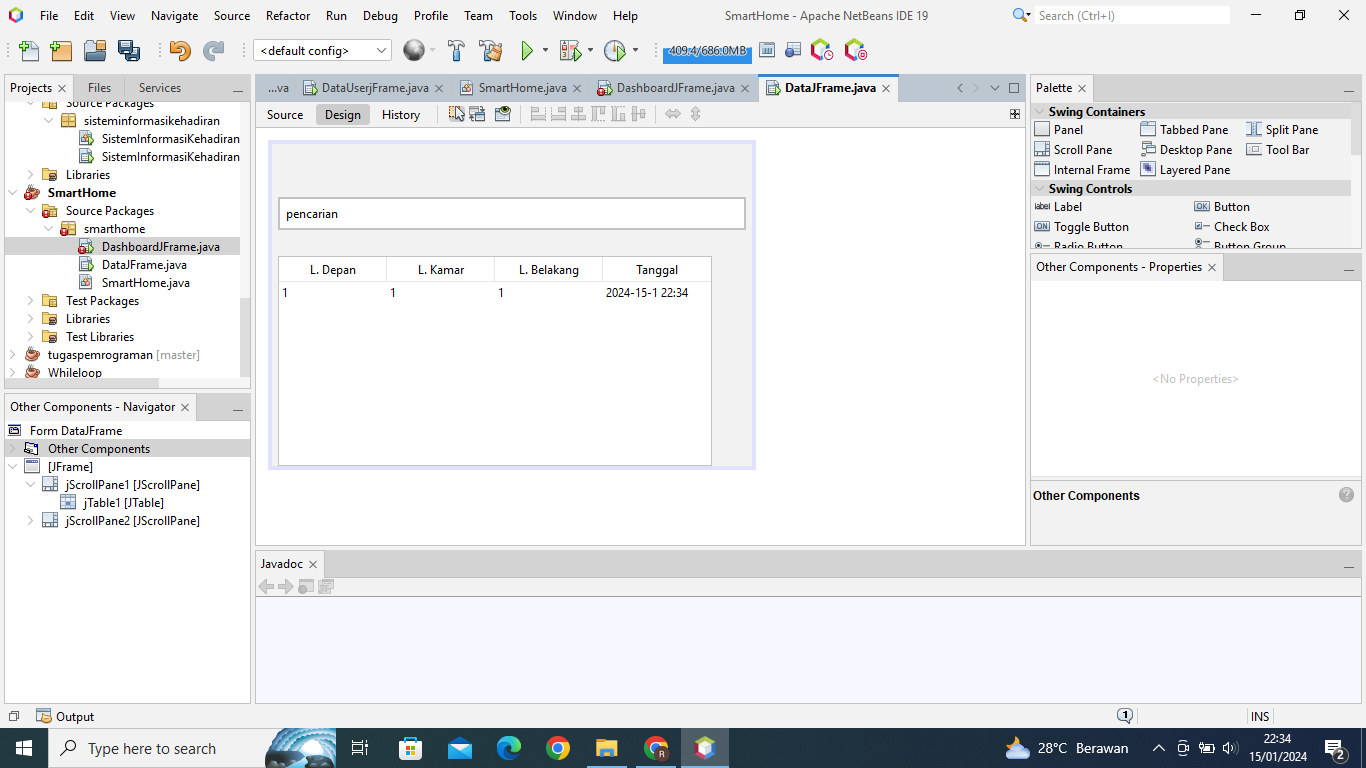 File Edit View Navigate Source Refactor Run Debug Profile Team Tools Window Help
SmartHome - Apache NetBeans IDE 19
Search (Ctrl+I)
<default config>
409.4/686.0MB
Projects
Files
Services
Source Packages
sisteminformasikehadiran
SistemInformasiKehadiran
SistemInformasiKehadiran
Libraries
SmartHome
Source Packages
smarthome
DashboardJFrame.java
DataJFrame.java
SmartHome.java
Test Packages
Libraries
Test Libraries
tugaspemrograman [master]
Whileloop
Other Components - Navigator
Form DataJFrame
Other Components
[JFrame]
jScrollPane1 [JScrollPane]
jTable1 [JTable]
jScrollPane2 [JScrollPane]
...va
DataUserjFrame.java
SmartHome.java
DashboardJFrame.java
DataJFrame.java
Source Design History
pencarian
L. Depan L. Kamar L. Belakang Tanggal
1 1 1 2024-15-1 22:34
Palette
Swing Containers
Panel Tabbed Pane Split Pane
Scroll Pane Desktop Pane Tool Bar
Internal Frame Layered Pane
Swing Controls
label Label OK Button
ON Toggle Button Check Box
Radio Button Button Group
Other Components - Properties
<No Properties>
Other Components
?
Javadoc
Output
1
INS
Type here to search
R
28°C Berawan
22:34
15/01/2024
2